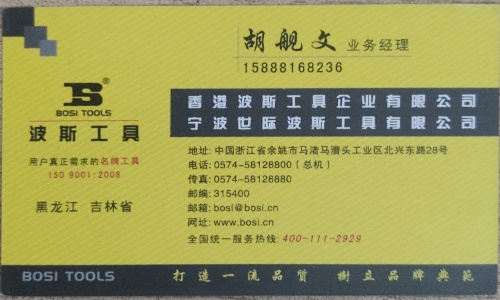 胡舰文 业务经理
15888168236
®
BOSI TOOLS
波斯工具
用户真正需求的名牌工具
ISO 9001:2008
黑龙江 吉林省
香港波斯工具企业有限公司
宁波世际波斯工具有限公司
地址: 中国浙江省余姚市马渚马漕头工业区北兴东路28号
电话: 0574-58128800 (总机)
传真: 0574-58128880
邮编: 315400
邮箱: bosi@bosi.cn
网址: www.bosi.cn
全国统一服务热线: 400-111-2929
BOSI TOOLS 打造一流品質 樹立品牌典範